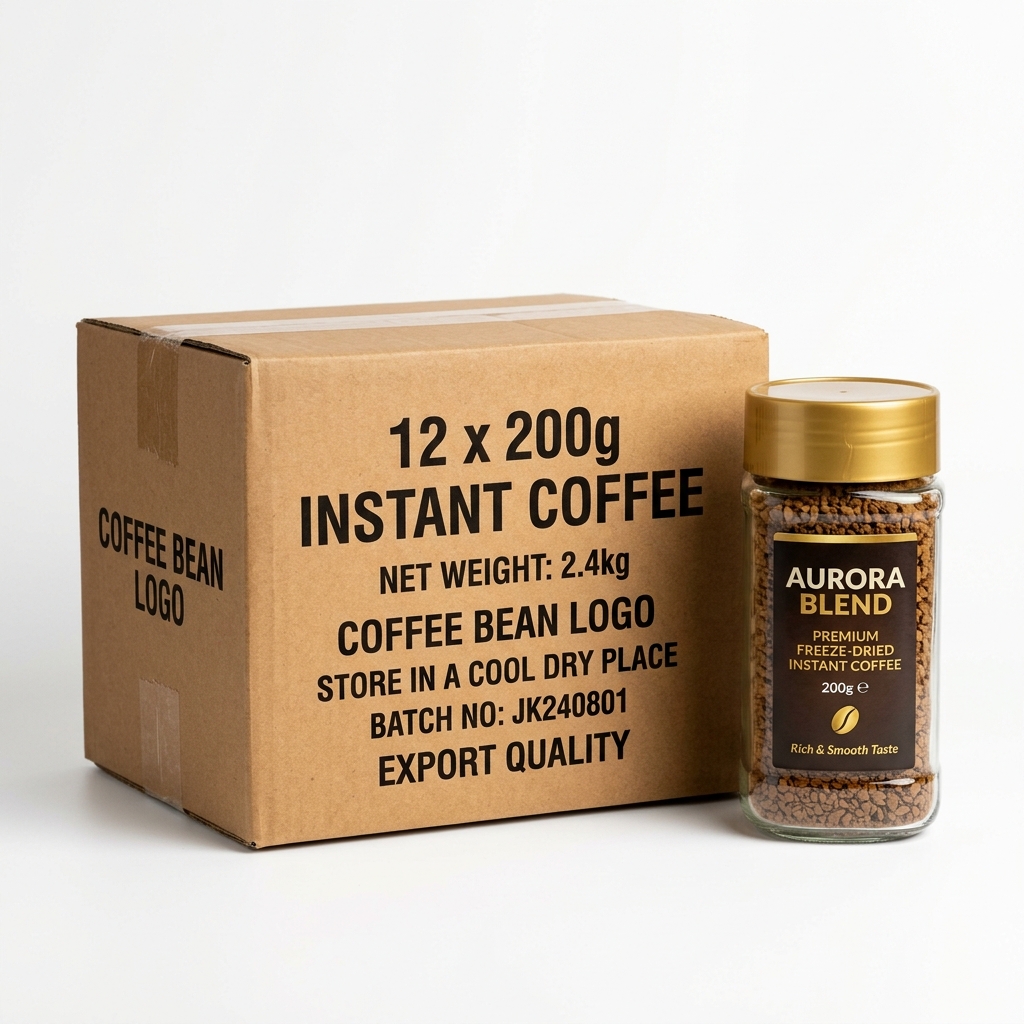 COFFEE BEAN
LOGO
12 x 200g
INSTANT COFFEE
NET WEIGHT: 2.4kg
COFFEE BEAN LOGO
STORE IN A COOL DRY PLACE
BATCH NO: JK240801
EXPORT QUALITY
AURORA
BLEND
PREMIUM
FREEZE-DRIED
INSTANT COFFEE
200g ℮
Rich & Smooth Taste